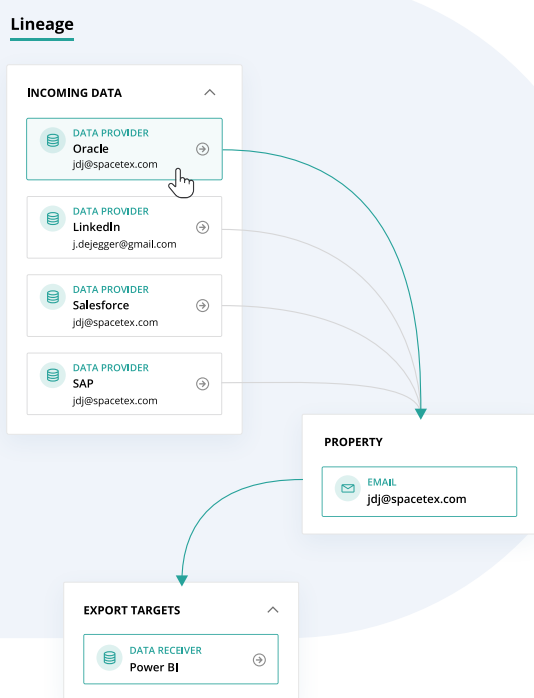 Lineage
INCOMING DATA
DATA PROVIDER
Oracle
jdj@spacetex.com
DATA PROVIDER
LinkedIn
j.dejegger@gmail.com
DATA PROVIDER
Salesforce
jdj@spacetex.com
DATA PROVIDER
SAP
jdj@spacetex.com
PROPERTY
EMAIL
jdj@spacetex.com
EXPORT TARGETS
DATA RECEIVER
Power BI